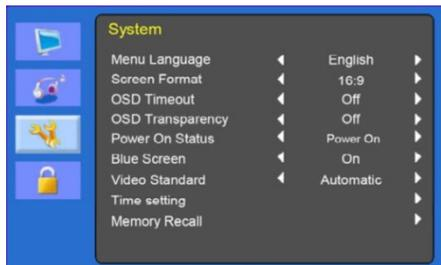 System
Menu Language English
Screen Format 16:9
OSD Timeout Off
OSD Transparency Off
Power On Status Power On
Blue Screen On
Video Standard Automatic
Time setting
Memory Recall